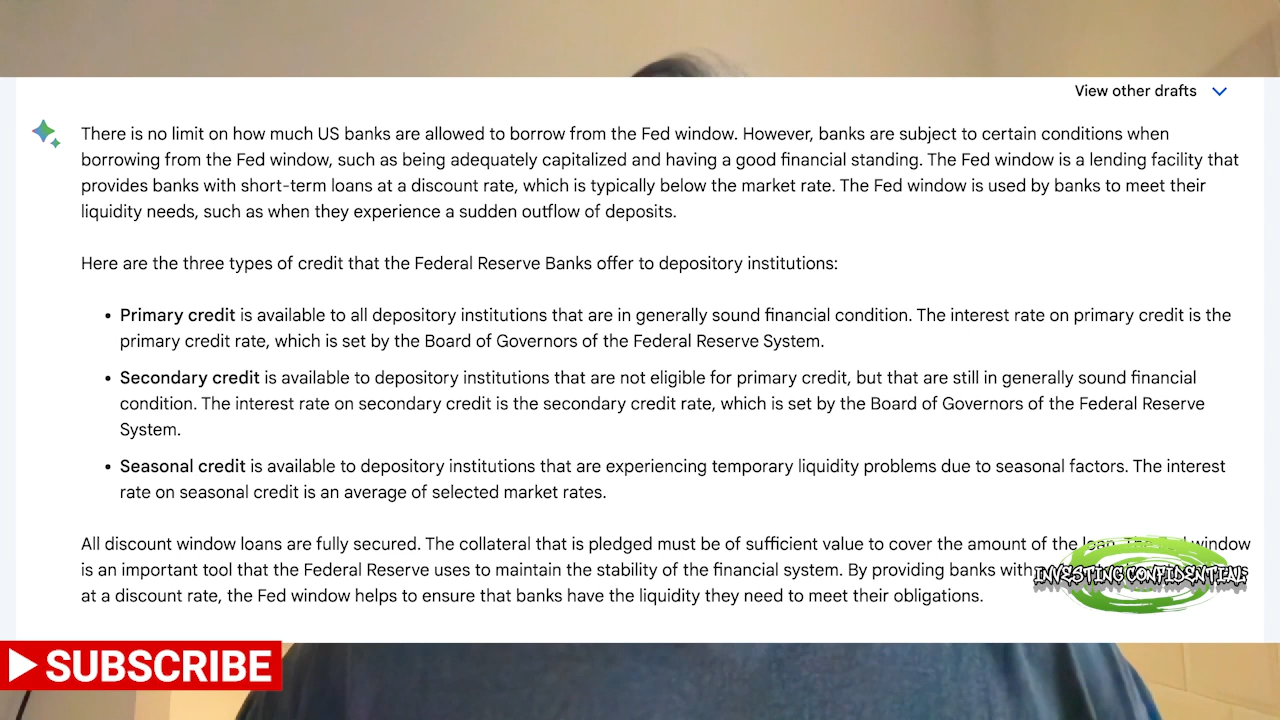 View other drafts
There is no limit on how much US banks are allowed to borrow from the Fed window. However, banks are subject to certain conditions when
borrowing from the Fed window, such as being adequately capitalized and having a good financial standing. The Fed window is a lending facility that
provides banks with short-term loans at a discount rate, which is typically below the market rate. The Fed window is used by banks to meet their
liquidity needs, such as when they experience a sudden outflow of deposits.
Here are the three types of credit that the Federal Reserve Banks offer to depository institutions:
• Primary credit is available to all depository institutions that are in generally sound financial condition. The interest rate on primary credit is the
primary credit rate, which is set by the Board of Governors of the Federal Reserve System.
• Secondary credit is available to depository institutions that are not eligible for primary credit, but that are still in generally sound financial
condition. The interest rate on secondary credit is the secondary credit rate, which is set by the Board of Governors of the Federal Reserve
System.
• Seasonal credit is available to depository institutions that are experiencing temporary liquidity problems due to seasonal factors. The interest
rate on seasonal credit is an average of selected market rates.
All discount window loans are fully secured. The collateral that is pledged must be of sufficient value to cover the amount of the window
is an important tool that the Federal Reserve uses to maintain the stability of the financial system. By providing banks with
at a discount rate, the Fed window helps to ensure that banks have the liquidity they need to meet their obligations.
INVESTING CONFIDENTIAL
SUBSCRIBE